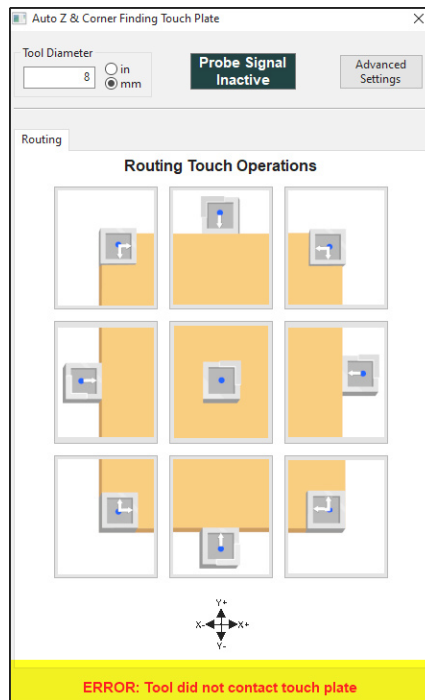 Auto Z & Corner Finding Touch Plate
Tool Diameter
8
in
mm
Probe Signal
Inactive
Advanced
Settings
Routing
Routing Touch Operations
Y+
X- X+
Y-
ERROR: Tool did not contact touch plate